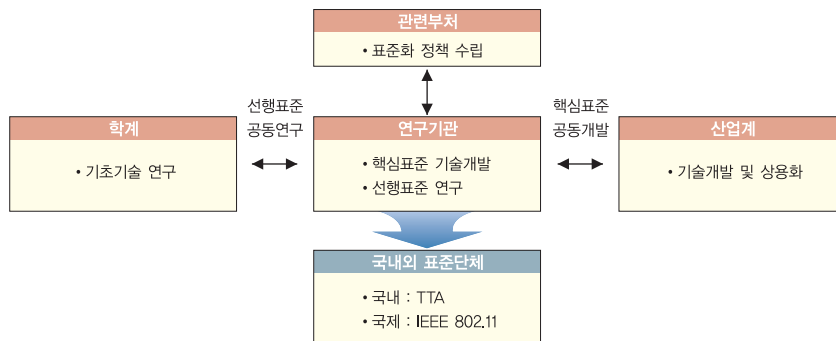 관련부처
• 표준화 정책 수립
선행표준
공동연구
핵심표준
공동개발
학계
• 기초기술 연구
연구기관
• 핵심표준 기술개발
• 선행표준 연구
산업계
• 기술개발 및 상용화
국내외 표준단체
• 국내 : TTA
• 국제 : IEEE 802.11